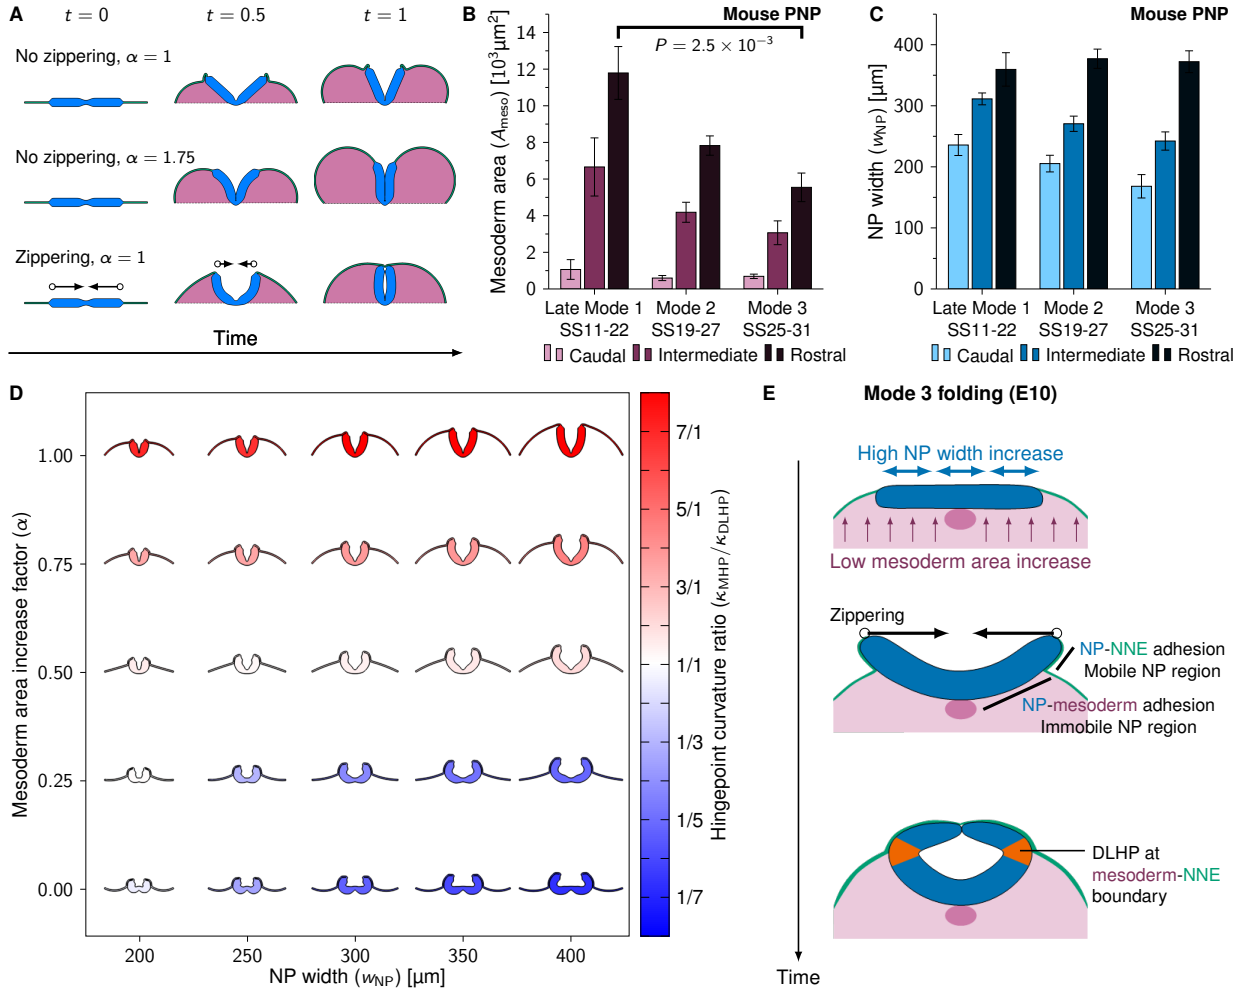 A
t = 0
t = 0.5
t = 1
No zippering, α = 1
No zippering, α = 1.75
Zippering, α = 1
Time
B
Mouse PNP
P = 2.5 × 10⁻³
Mesoderm area (A_meso) [10³µm²]
14
12
10
8
6
4
2
0
Late Mode 1
SS11-22
Mode 2
SS19-27
Mode 3
SS25-31
Caudal
Intermediate
Rostral
C
Mouse PNP
NP width (w_NP) [µm]
400
300
200
100
0
Late Mode 1
SS11-22
Mode 2
SS19-27
Mode 3
SS25-31
Caudal
Intermediate
Rostral
D
Mesoderm area increase factor (α)
1.00
0.75
0.50
0.25
0.00
200
250
300
350
400
NP width (w_NP) [µm]
7/1
5/1
3/1
1/1
1/3
1/5
1/7
Hingepoint curvature ratio (κ_MHP/κ_DLHP)
E
Mode 3 folding (E10)
High NP width increase
Low mesoderm area increase
Zippering
NP-NNE adhesion
Mobile NP region
NP-mesoderm adhesion
Immobile NP region
DLHP at
mesoderm-NNE
boundary
Time